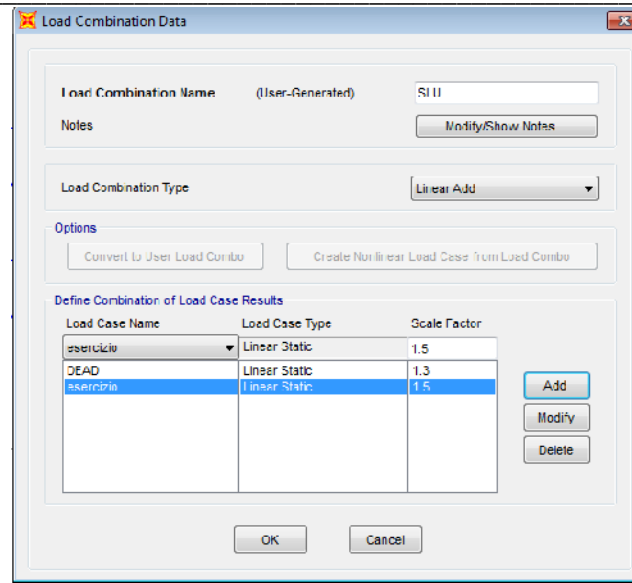 Load Combination Data
Load Combination Name (User-Generated) SLU
Notes Modify/Show Notes
Load Combination Type Linear Add
Options
Convert to User Load Combo Create Nonlinear Load Case from Load Combo
Define Combination of Load Case Results
Load Case Name Load Case Type Scale Factor
esercizio Linear Static 1.5
DEAD Linear Static 1.3
esercizio Linear Static 1.5
Add
Modify
Delete
OK Cancel